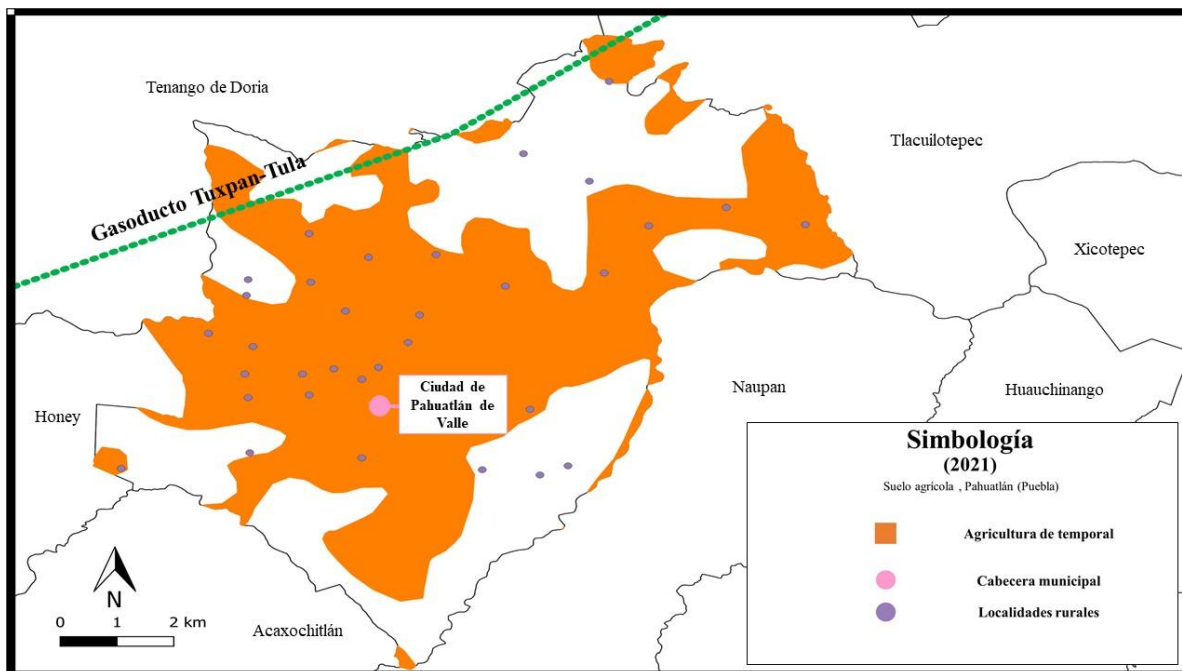 Tenango de Doria
Tlacuilotepec
Gasoducto Tuxpan-Tula
Xicotepec
Ciudad de
Pahuatlán de
Valle
Naupan
Huauchinango
Honey
Simbología
(2021)
Suelo agrícola , Pahuatlán (Puebla)
Agricultura de temporal
Cabecera municipal
Localidades rurales
N
0 1 2 km
Acaxochitlán